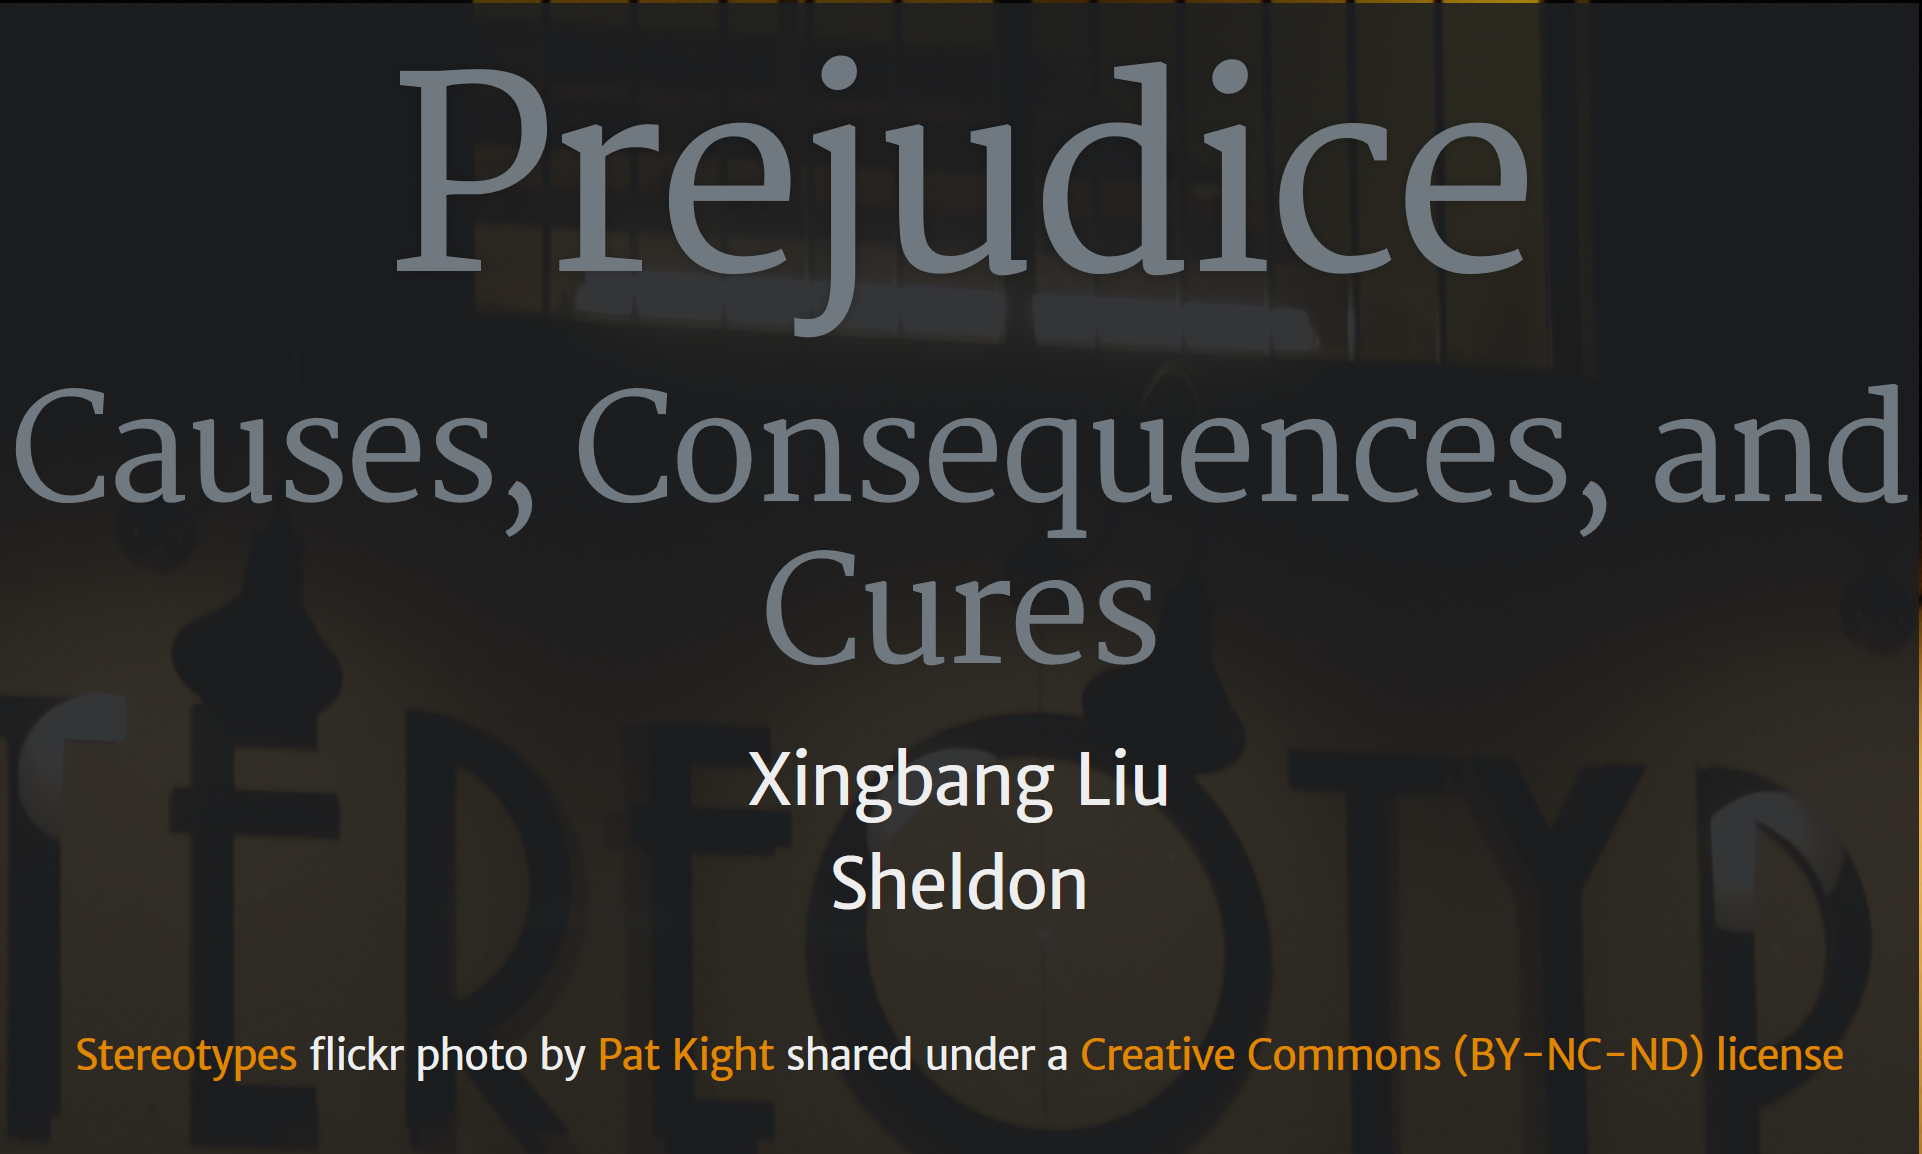 Prejudice
Causes, Consequences, and
Cures
Xingbang Liu
Sheldon
TEREOTYP
Stereotypes flickr photo by Pat Kight shared under a Creative Commons (BY-NC-ND) license